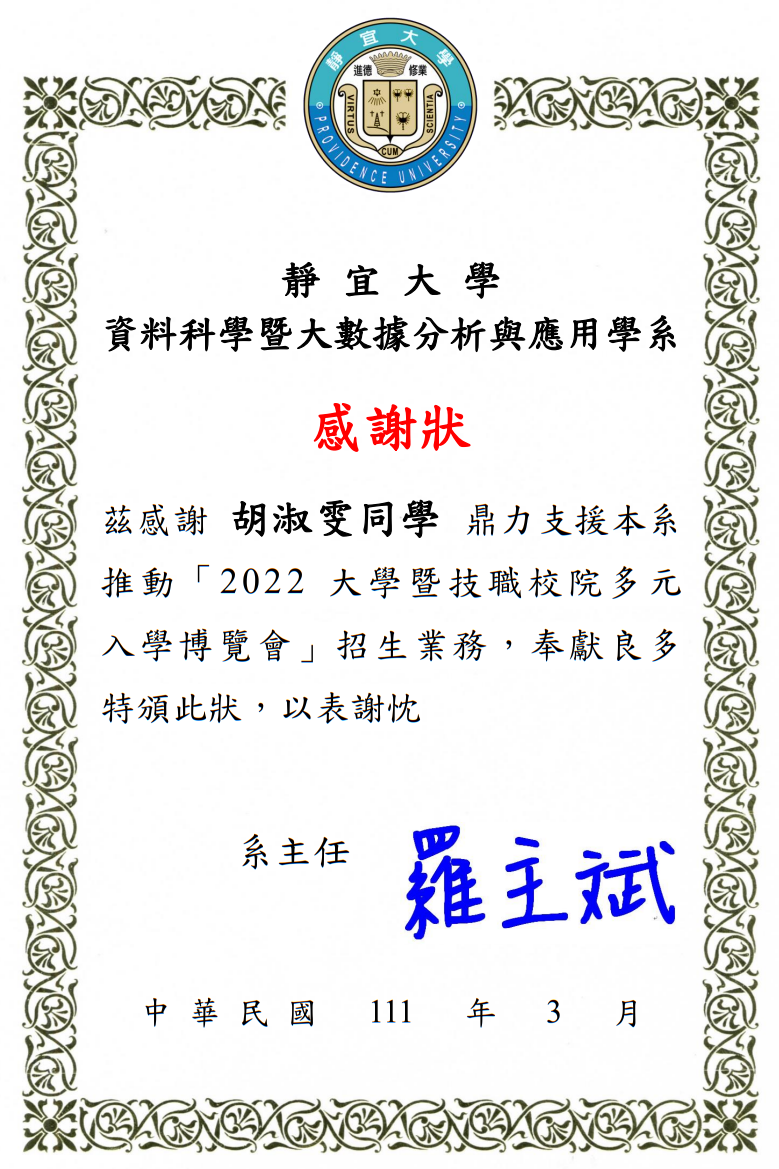 靜宜大學
進德 修業
VIRTUS
SCIENTIA
CUM
PROVIDENCE UNIVERSITY
靜宜大學
資料科學暨大數據分析與應用學系
感謝狀
茲感謝 胡淑雯同學 鼎力支援本系
推動「2022 大學暨技職校院多元
入學博覽會」招生業務，奉獻良多
特頒此狀，以表謝忱
系主任 羅主斌
中華民國 111 年 3 月